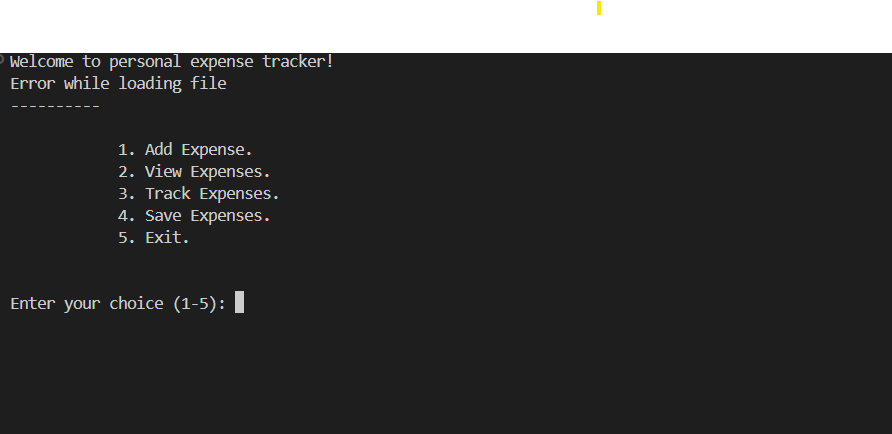 Welcome to personal expense tracker!
Error while loading file
----------
1. Add Expense.
2. View Expenses.
3. Track Expenses.
4. Save Expenses.
5. Exit.
Enter your choice (1-5):